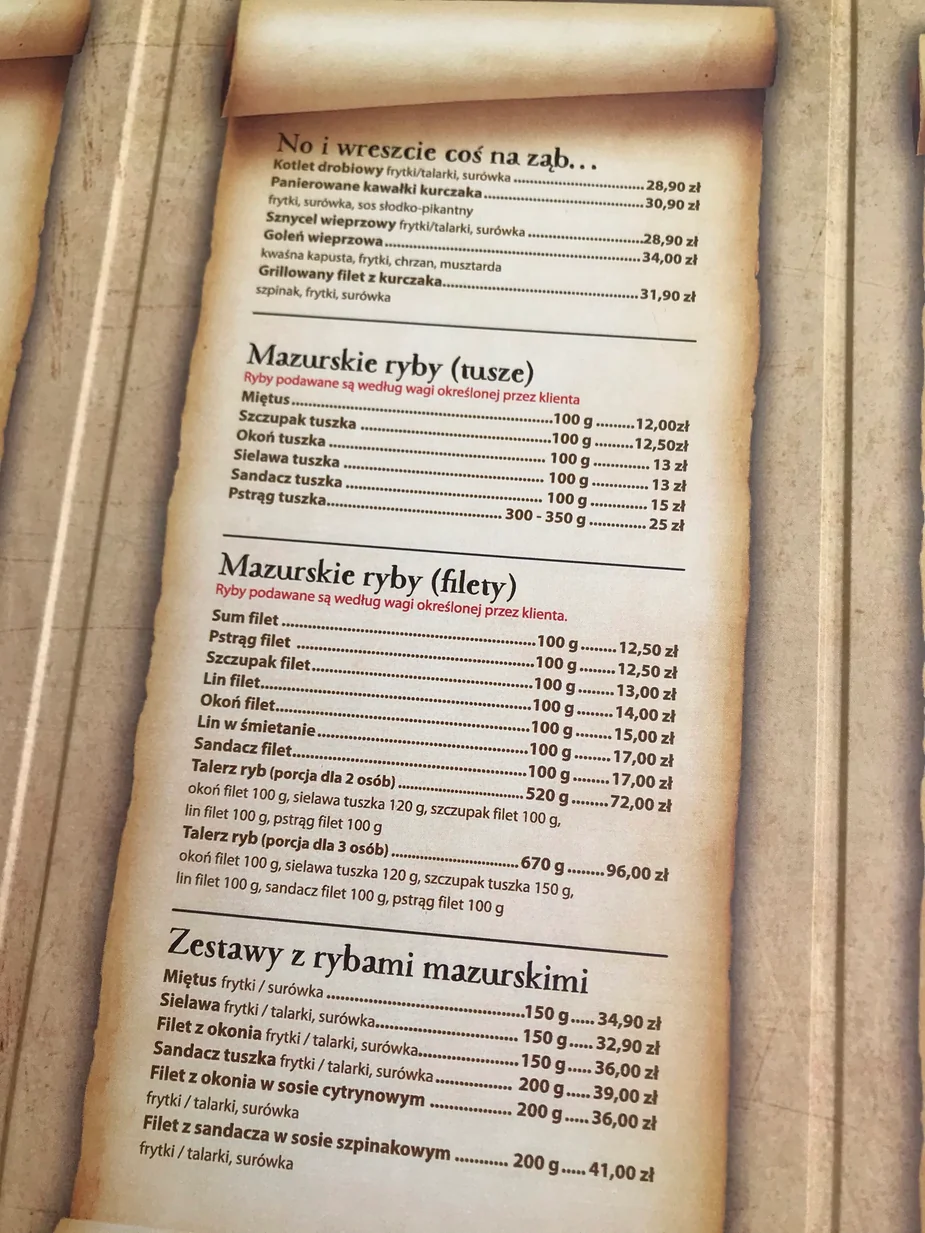 No i wreszcie coś na ząb...
Kotlet drobiowy frytki/talarki, surówka ........................... 28,90 zł
Panierowane kawałki kurczaka................................. 30,90 zł
frytki, surówka, sos słodko-pikantny
Sznycel wieprzowy frytki/talarki, surówka ........................28,90 zł
Goleń wieprzowa..................................................... 34,00 zł
kwaśna kapusta, frytki, chrzan, musztarda
Grillowany filet z kurczaka........................................ 31,90 zł
szpinak, frytki, surówka
Mazurskie ryby (tusze)
Ryby podawane są według wagi określonej przez klienta
Miętus.....................................................100 g .........12,00zł
Szczupak tuszka .......................................100 g .........12,50zł
Okoń tuszka ............................................ 100 g ............. 13 zł
Sielawa tuszka ......................................... 100 g ............. 13 zł
Sandacz tuszka ........................................ 100 g ............. 15 zł
Pstrąg tuszka.................................... 300 - 350 g ............. 25 zł
Mazurskie ryby (filety)
Ryby podawane są według wagi określonej przez klienta.
Sum filet ...................................................100 g........ 12,50 zł
Pstrąg filet ................................................100 g........ 12,50 zł
Szczupak filet.............................................100 g........ 13,00 zł
Lin filet.......................................................100 g........ 14,00 zł
Okoń filet...................................................100 g........ 15,00 zł
Lin w śmietanie...........................................100 g........ 17,00 zł
Sandacz filet...............................................100 g........ 17,00 zł
Talerz ryb (porcja dla 2 osób) .........................520 g........72,00 zł
okoń filet 100 g, sielawa tuszka 120 g, szczupak filet 100 g,
lin filet 100 g, pstrąg filet 100 g
Talerz ryb (porcja dla 3 osób) ......................... 670 g........96,00 zł
okoń filet 100 g, sielawa tuszka 120 g, szczupak tuszka 150 g,
lin filet 100 g, sandacz filet 100 g, pstrąg filet 100 g
Zestawy z rybami mazurskimi
Miętus frytki / surówka .......................................150 g..... 34,90 zł
Sielawa frytki / talarki, surówka............................. 150 g..... 32,90 zł
Filet z okonia frytki / talarki, surówka....................150 g..... 36,00 zł
Sandacz tuszka frytki / talarki, surówka............... 200 g..... 39,00 zł
Filet z okonia w sosie cytrynowym ................ 200 g..... 36,00 zł
frytki / talarki, surówka
Filet z sandacza w sosie szpinakowym ........... 200 g..... 41,00 zł
frytki / talarki, surówka